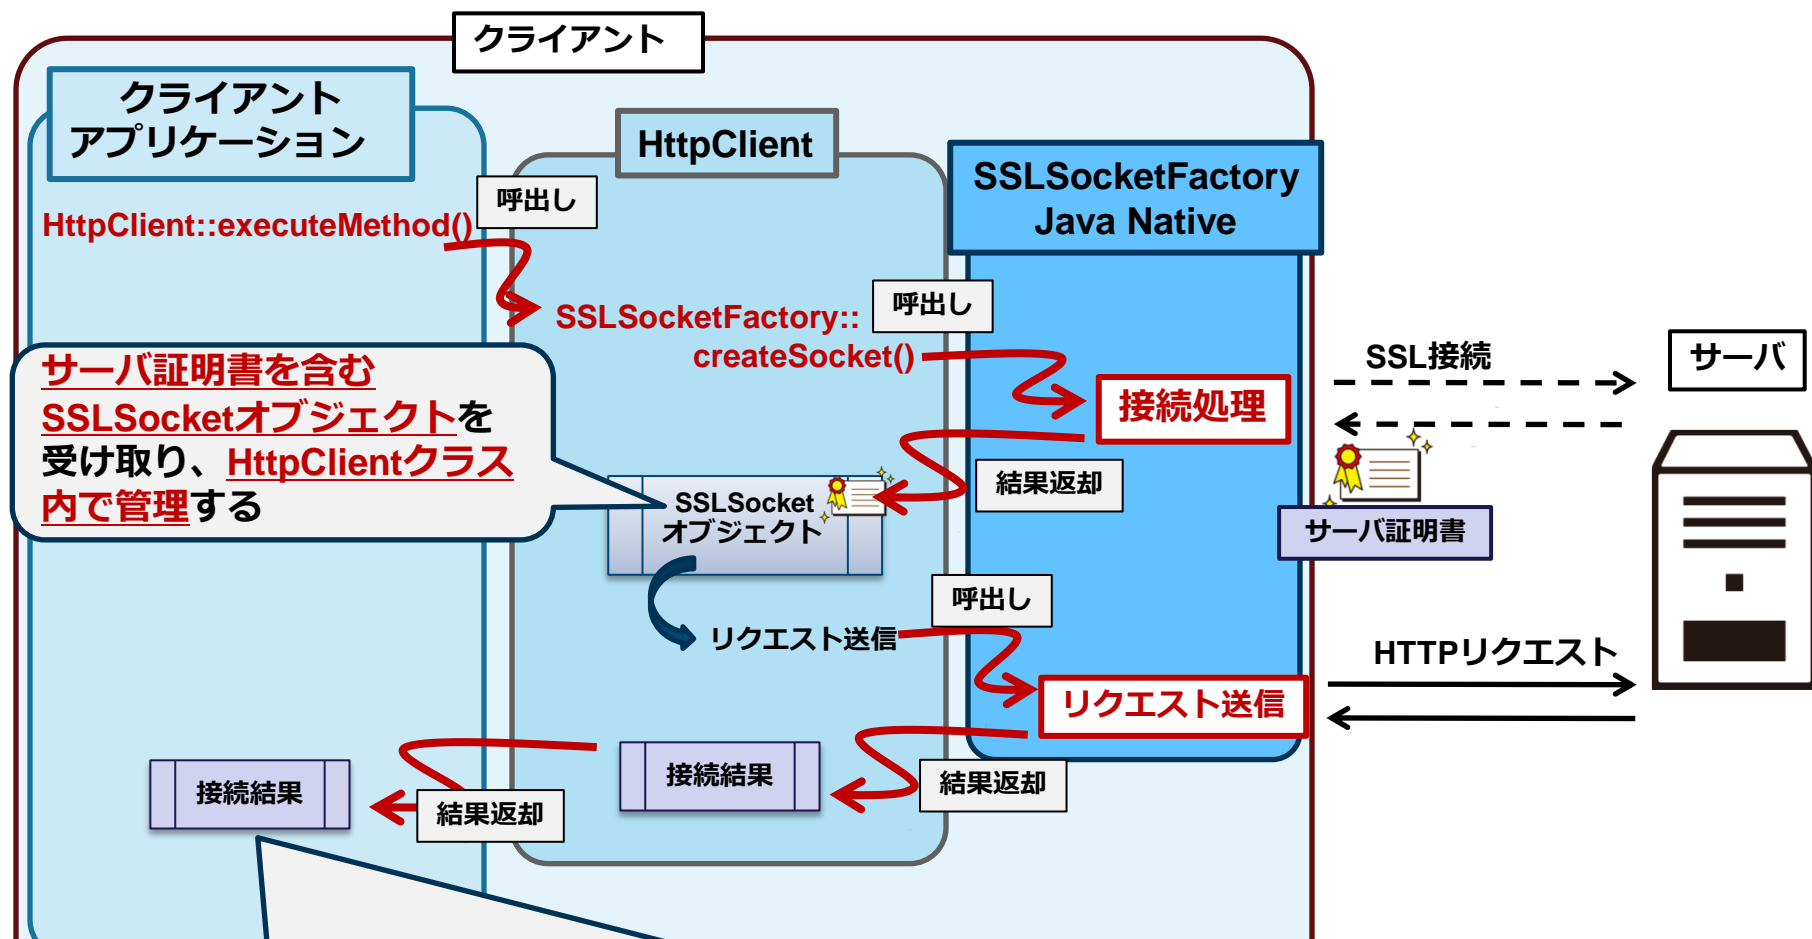 クライアント
クライアント
アプリケーション
HttpClient
SSLSocketFactory
Java Native
呼出し
HttpClient::executeMethod()
呼出し
SSLSocketFactory::
createSocket()
SSL接続
サーバ
サーバ証明書を含む
SSLSocketオブジェクトを
受け取り、HttpClientクラス
内で管理する
接続処理
結果返却
SSLSocket
オブジェクト
サーバ証明書
呼出し
リクエスト送信
HTTPリクエスト
リクエスト送信
接続結果
結果返却
接続結果
結果返却